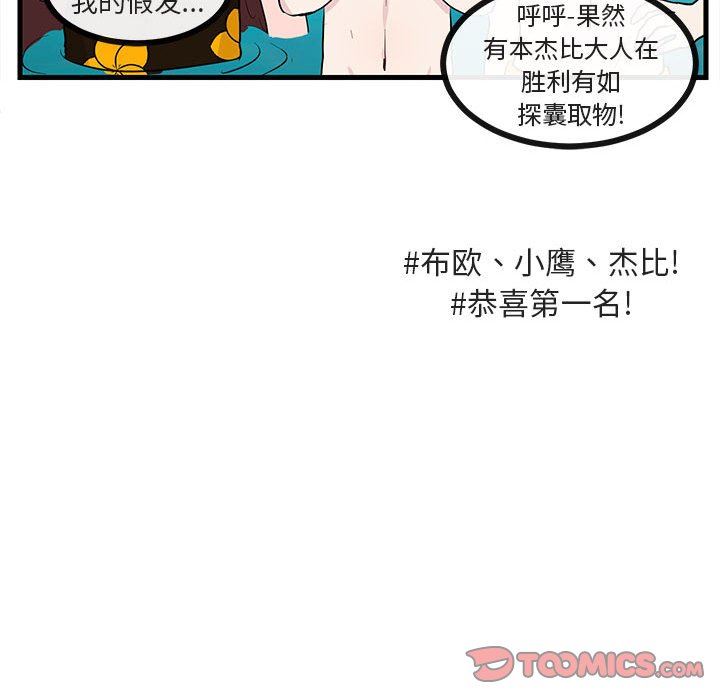 我的假发...
呼呼-果然
有本杰比大人在
胜利有如
探囊取物!
#布欧、小鹰、杰比!
#恭喜第一名!
TOOMICS.COM